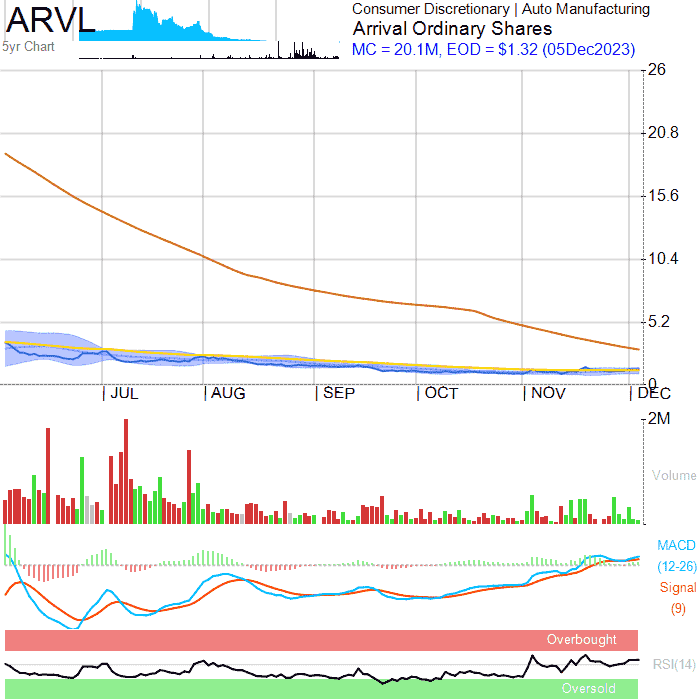 ARVL
5yr Chart
Consumer Discretionary | Auto Manufacturing
Arrival Ordinary Shares
MC = 20.1M, EOD = $1.32 (05Dec2023)
26
20.8
15.6
10.4
5.2
0
JUL AUG SEP OCT NOV DEC
2M
Volume
MACD
(12-26)
Signal
(9)
Overbought
RSI(14)
Oversold